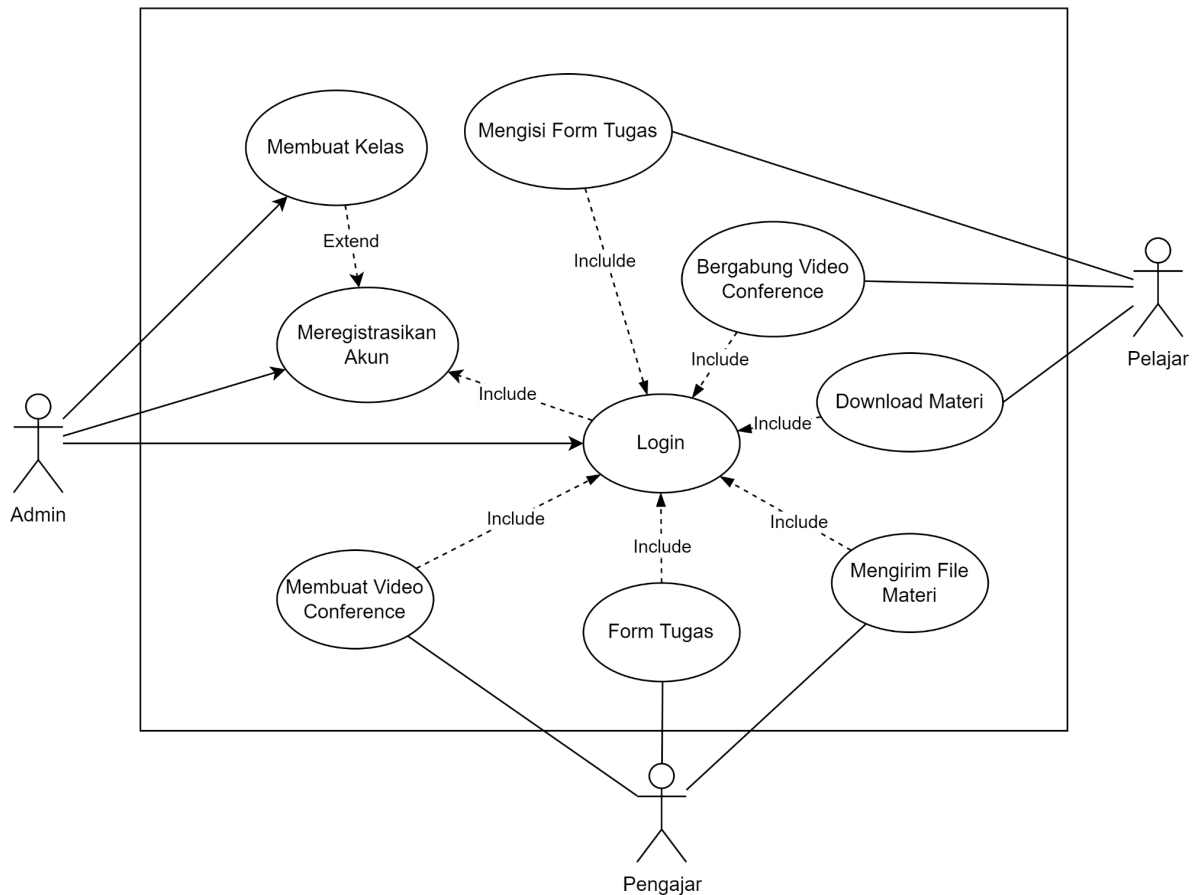 Mengisi Form Tugas
Membuat Kelas
Extend
Inclulde
Bergabung Video
Conference
Meregistrasikan
Akun
Include
Pelajar
Include
Download Materi
Include
Login
Admin
Include
Include
Include
Membuat Video
Conference
Form Tugas
Mengirim File
Materi
Pengajar